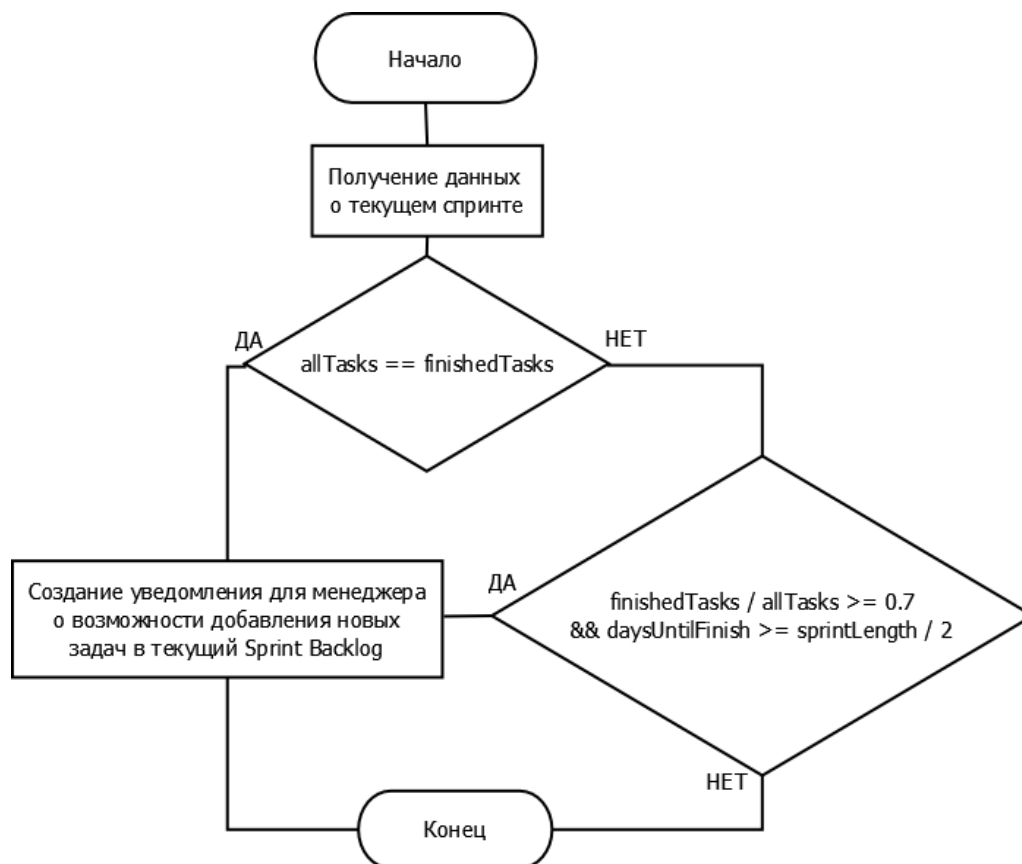 Начало
Получение данных
о текущем спринте
ДА
НЕТ
allTasks == finishedTasks
Создание уведомления для менеджера
о возможности добавления новых
задач в текущий Sprint Backlog
ДА
finishedTasks / allTasks >= 0.7
&& daysUntilFinish >= sprintLength / 2
НЕТ
Конец